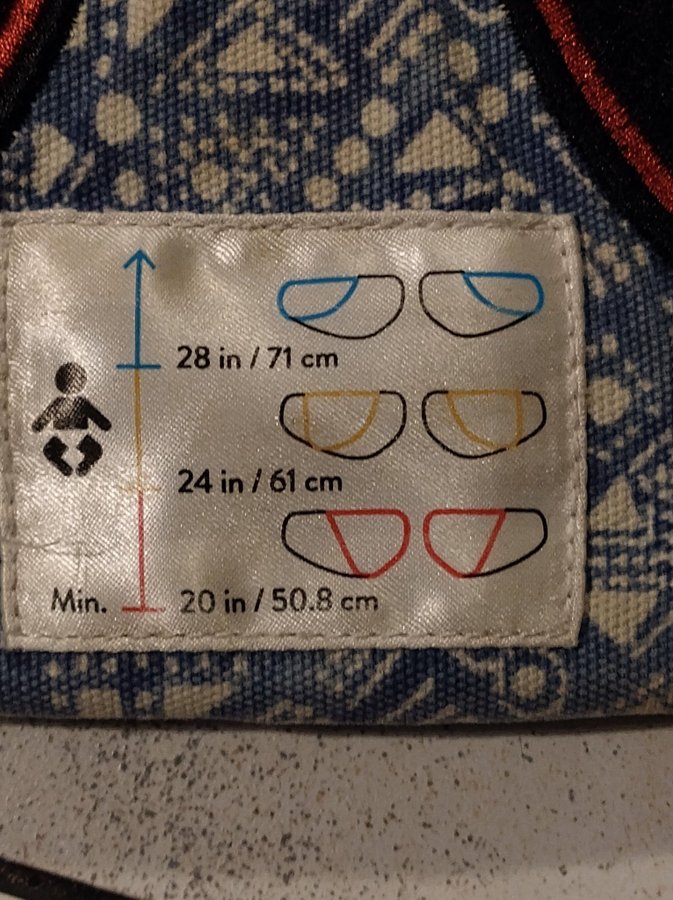 28 in / 71 cm
24 in / 61 cm
Min. 20 in / 50.8 cm